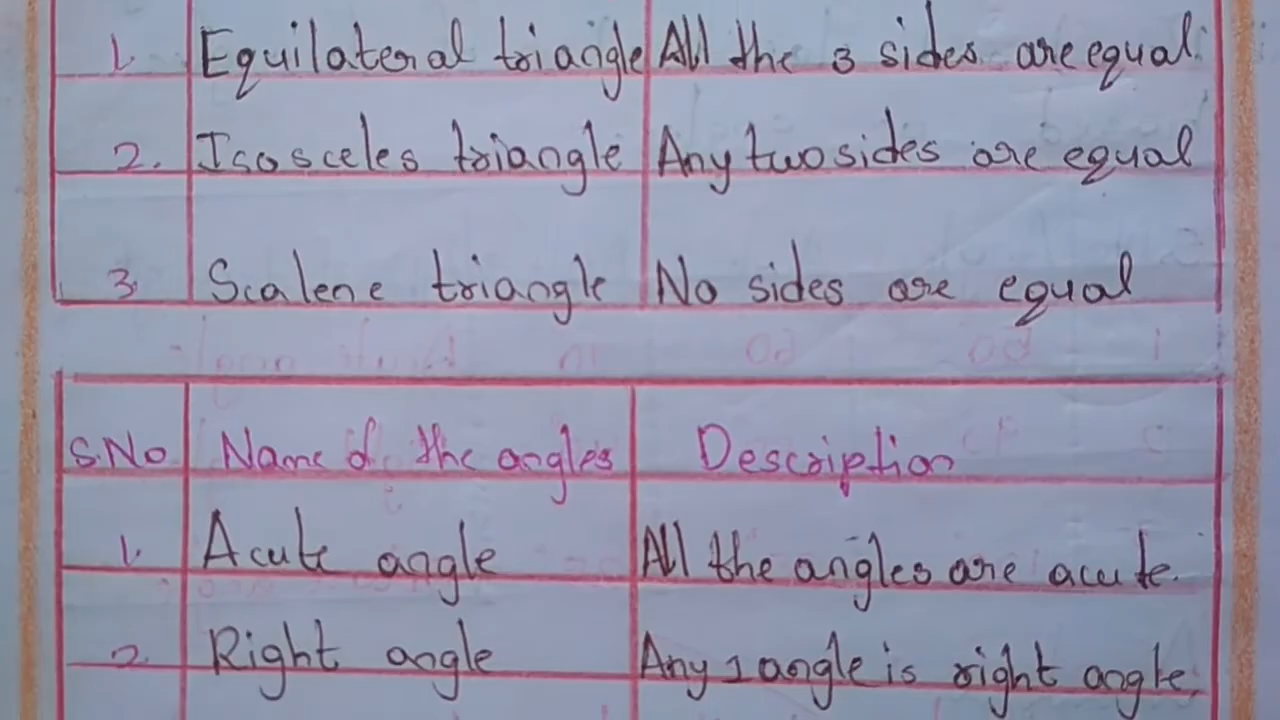 1. Equilateral triangle All the 3 sides are equal.
2. Isosceles triangle Any two sides are equal
3. Scalene triangle No sides are equal
S.No Name of the angles Description
1. Acute angle All the angles are acute.
2. Right angle Any 1 angle is right angle.